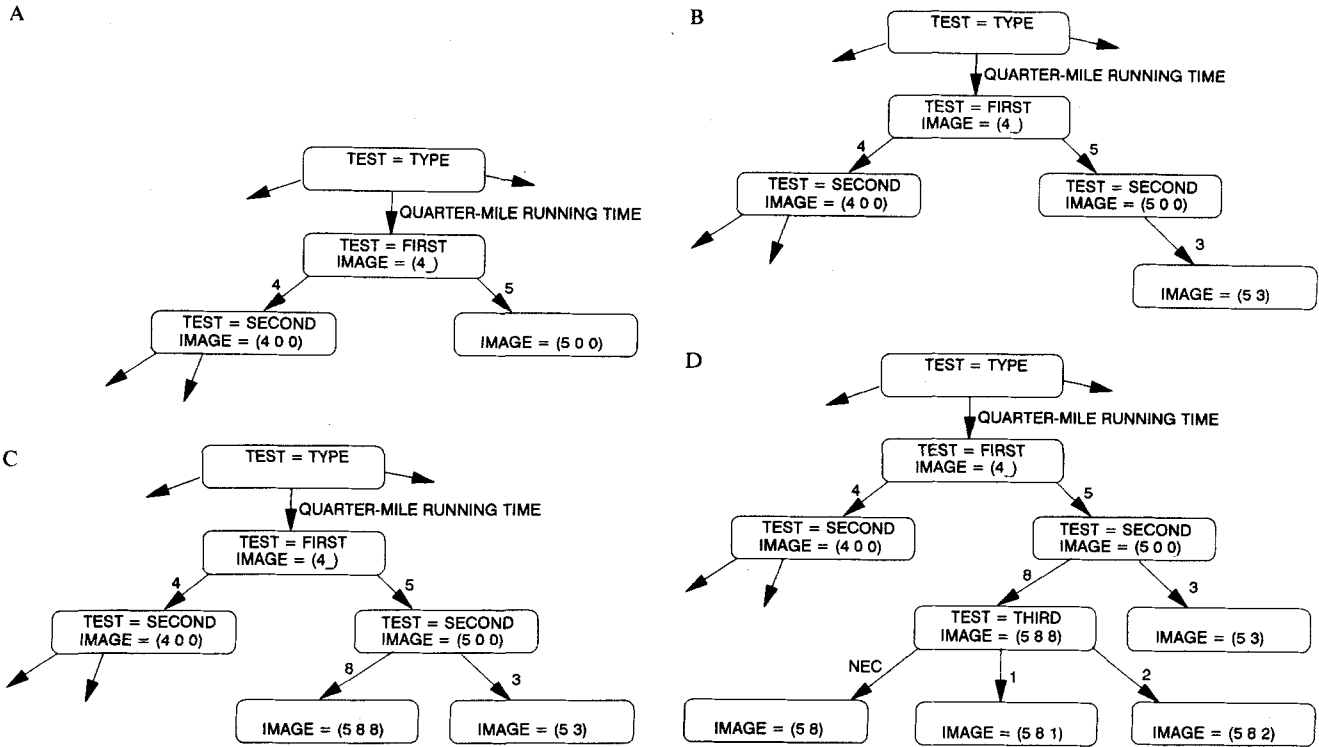 A
TEST = TYPE
QUARTER-MILE RUNNING TIME
TEST = FIRST
IMAGE = (4_)
4
5
TEST = SECOND
IMAGE = (4 0 0)
IMAGE = (5 0 0)
B
TEST = TYPE
QUARTER-MILE RUNNING TIME
TEST = FIRST
IMAGE = (4_)
4
5
TEST = SECOND
IMAGE = (4 0 0)
TEST = SECOND
IMAGE = (5 0 0)
3
IMAGE = (5 3)
C
TEST = TYPE
QUARTER-MILE RUNNING TIME
TEST = FIRST
IMAGE = (4_)
4
5
TEST = SECOND
IMAGE = (4 0 0)
TEST = SECOND
IMAGE = (5 0 0)
8
3
IMAGE = (5 8 8)
IMAGE = (5 3)
D
TEST = TYPE
QUARTER-MILE RUNNING TIME
TEST = FIRST
IMAGE = (4_)
4
5
TEST = SECOND
IMAGE = (4 0 0)
TEST = SECOND
IMAGE = (5 0 0)
8
3
TEST = THIRD
IMAGE = (5 8 8)
IMAGE = (5 3)
NEC
1
2
IMAGE = (5 8)
IMAGE = (5 8 1)
IMAGE = (5 8 2)